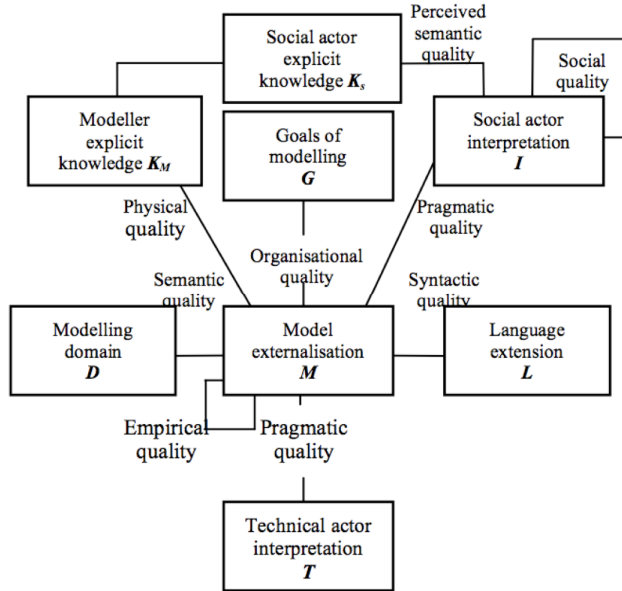 Social actor
explicit
knowledge Ks
Perceived
semantic
quality
Social
quality
Modeller
explicit
knowledge KM
Goals of
modelling
G
Social actor
interpretation
I
Physical
quality
Pragmatic
quality
Organisational
quality
Semantic
quality
Syntactic
quality
Modelling
domain
D
Model
externalisation
M
Language
extension
L
Empirical
quality
Pragmatic
quality
Technical actor
interpretation
T